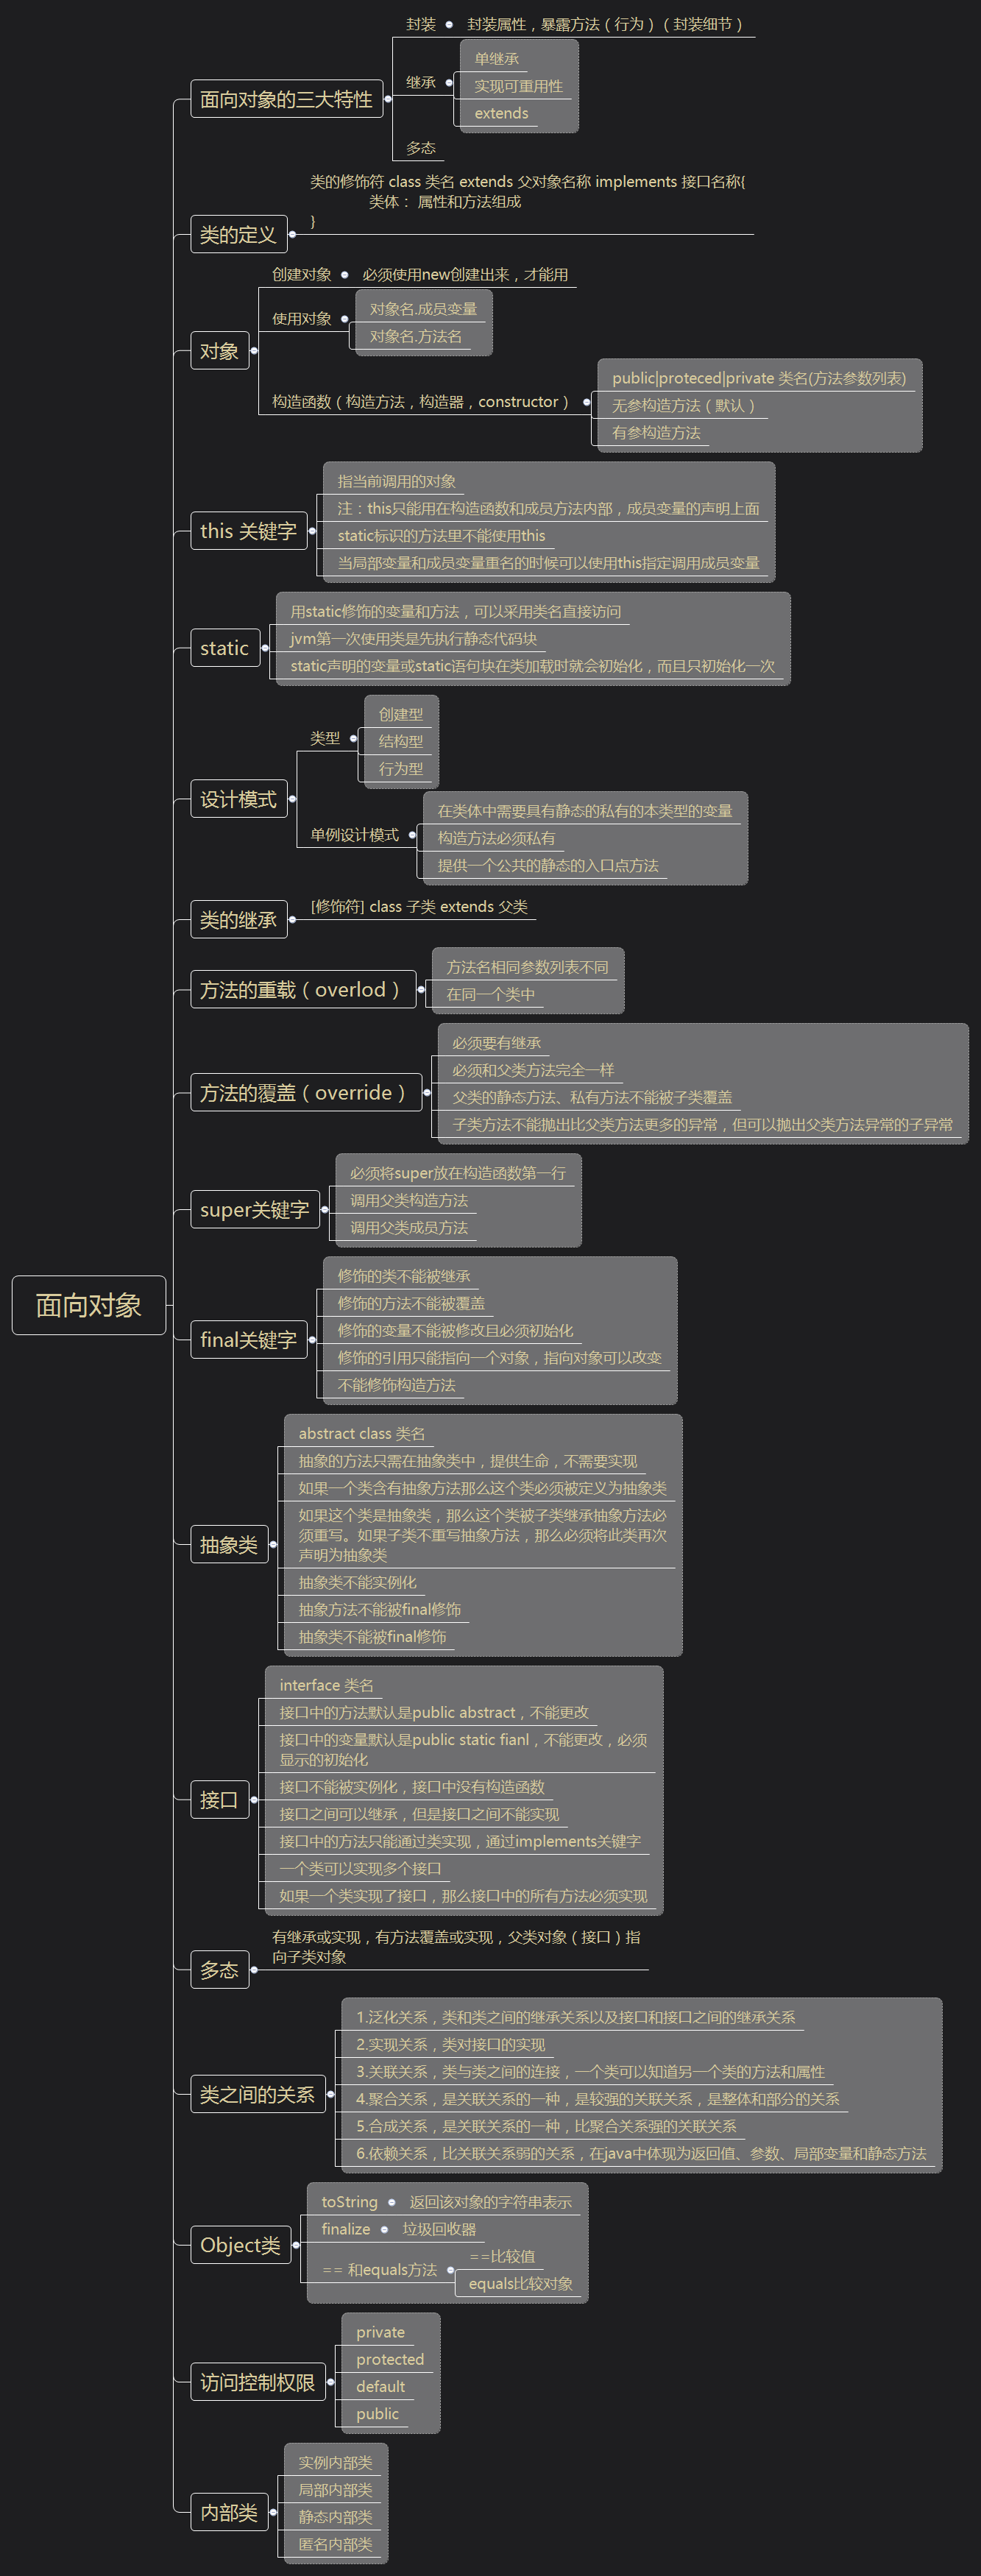 面向对象
面向对象的三大特性
封装
封装属性，暴露方法（行为）（封装细节）
继承
单继承
实现可重用性
extends
多态
类的定义
类的修饰符 class 类名 extends 父对象名称 implements 接口名称{
类体： 属性和方法组成
}
对象
创建对象
必须使用new创建出来，才能用
使用对象
对象名.成员变量
对象名.方法名
构造函数（构造方法，构造器，constructor）
public|proteced|private 类名(方法参数列表)
无参构造方法（默认）
有参构造方法
this 关键字
指当前调用的对象
注：this只能用在构造函数和成员方法内部，成员变量的声明上面
static标识的方法里不能使用this
当局部变量和成员变量重名的时候可以使用this指定调用成员变量
static
用static修饰的变量和方法，可以采用类名直接访问
jvm第一次使用类是先执行静态代码块
static声明的变量或static语句块在类加载时就会初始化，而且只初始化一次
设计模式
类型
创建型
结构型
行为型
单例设计模式
在类体中需要具有静态的私有的本类型的变量
构造方法必须私有
提供一个公共的静态的入口点方法
类的继承
[修饰符] class 子类 extends 父类
方法的重载（overlod）
方法名相同参数列表不同
在同一个类中
方法的覆盖（override）
必须要有继承
必须和父类方法完全一样
父类的静态方法、私有方法不能被子类覆盖
子类方法不能抛出比父类方法更多的异常，但可以抛出父类方法异常的子异常
super关键字
必须将super放在构造函数第一行
调用父类构造方法
调用父类成员方法
final关键字
修饰的类不能被继承
修饰的方法不能被覆盖
修饰的变量不能被修改且必须初始化
修饰的引用只能指向一个对象，指向对象可以改变
不能修饰构造方法
抽象类
abstract class 类名
抽象的方法只需在抽象类中，提供生命，不需要实现
如果一个类含有抽象方法那么这个类必须被定义为抽象类
如果这个类是抽象类，那么这个类被子类继承抽象方法必
须重写。如果子类不重写抽象方法，那么必须将此类再次
声明为抽象类
抽象类不能实例化
抽象方法不能被final修饰
抽象类不能被final修饰
接口
interface 类名
接口中的方法默认是public abstract，不能更改
接口中的变量默认是public static fianl，不能更改，必须
显示的初始化
接口不能被实例化，接口中没有构造函数
接口之间可以继承，但是接口之间不能实现
接口中的方法只能通过类实现，通过implements关键字
一个类可以实现多个接口
如果一个类实现了接口，那么接口中的所有方法必须实现
多态
有继承或实现，有方法覆盖或实现，父类对象（接口）指
向子类对象
类之间的关系
1.泛化关系，类和类之间的继承关系以及接口和接口之间的继承关系
2.实现关系，类对接口的实现
3.关联关系，类与类之间的连接，一个类可以知道另一个类的方法和属性
4.聚合关系，是关联关系的一种，是较强的关联关系，是整体和部分的关系
5.合成关系，是关联关系的一种，比聚合关系强的关联关系
6.依赖关系，比关联关系弱的关系，在java中体现为返回值、参数、局部变量和静态方法
Object类
toString
返回该对象的字符串表示
finalize
垃圾回收器
== 和equals方法
==比较值
equals比较对象
访问控制权限
private
protected
default
public
内部类
实例内部类
局部内部类
静态内部类
匿名内部类